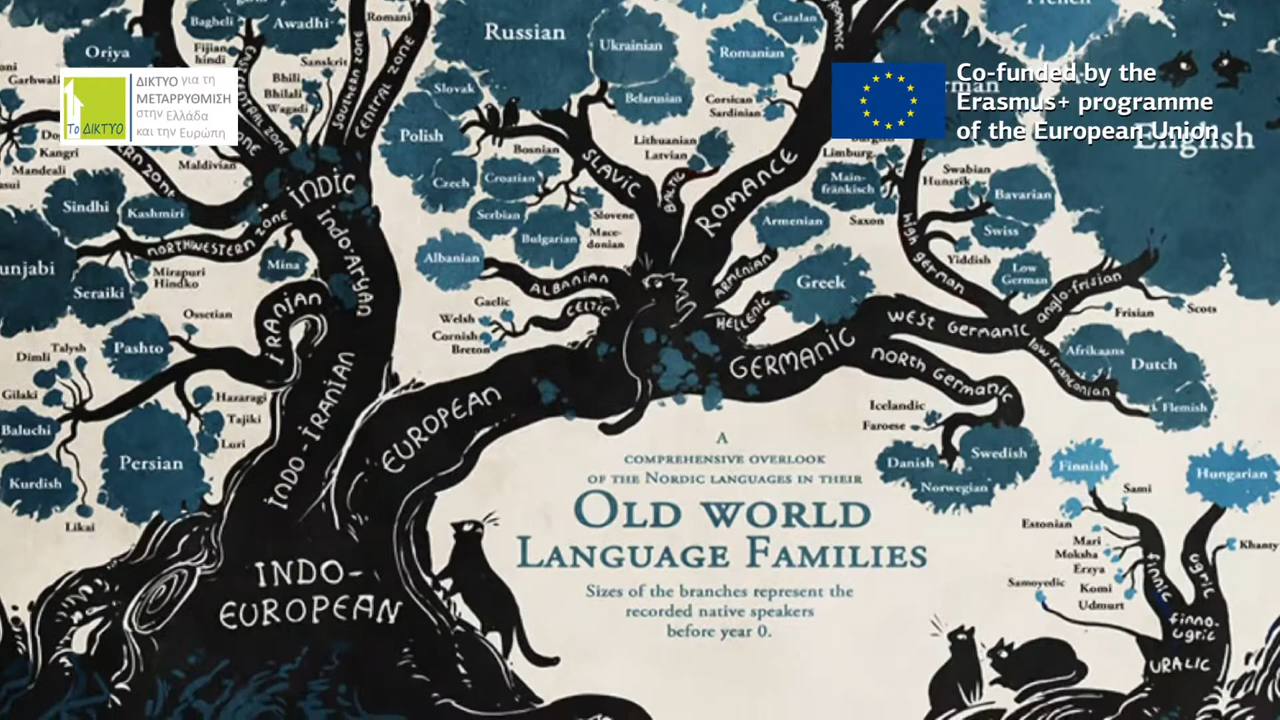 Bagheli
Awadhi
Romani
Oriya
Fijian
hindi
Sanskrit
Garhwali
Bhili
Bhilali
Wagadi
SOUTHERN ZONE
CENTRAL ZONE
Kangri
Mandeali
Maldivian
INDIC
Sindhi
Kashmiri
NORTHWESTERN ZONE
Indo-Aryan
Mina
unjabi
Mirapuri
Hindko
Seraiki
IRANIAN
Ossetian
Pashto
Talysh
Dimli
Gilaki
Hazaragi
Tajiki
Luri
Baluchi
Persian
Kurdish
Likai
INDO-IRANIAN
EUROPEAN
INDO-
EUROPEAN
ΔΙΚΤΥΟ για τη
ΜΕΤΑΡΡΥΘΜΙΣΗ
στην Ελλάδα
και την Ευρώπη
Το ΔΙΚΤΥΟ
Russian
Ukrainian
Catalan
Romanian
French
Slovak
Belarusian
Corsican
Sardinian
Polish
Lithuanian
Latvian
Bosnian
SLAVIC
BALTIC
ROMANCE
Czech
Croatian
Serbian
Slovene
Mace-
donian
Bulgarian
Albanian
ALBANIAN
CELTIC
Gaelic
Welsh
Cornish
Breton
Armenian
ARMENIAN
HELLENIC
Greek
Limburg.
Main-
fränkisch
Saxon
Co-funded by the
Erasmus+ programme
of the European Union
English
Swabian
Hunsrik
Bavarian
Swiss
Yiddish
Low
German
high german
anglo-frisian
Frisian
Scots
GERMANIC
WEST Germanic
NORTH Germanic
low franconian
Afrikaans
Dutch
Flemish
Icelandic
Faroese
Danish
Swedish
Norwegian
A
COMPREHENSIVE OVERLOOK
OF THE NORDIC LANGUAGES IN THEIR
OLD WORLD
LANGUAGE FAMILIES
Sizes of the branches represent the
recorded native speakers
before year 0.
Finnish
Hungarian
Sami
Estonian
Mari
Moksha
Erzya
Khanty
Samoyedic
Komi
Udmurt
finnic
ugric
finno-
ugric
URALIC